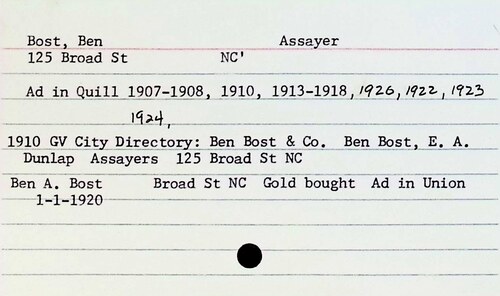 Bost, Ben Assayer
125 Broad St NC'
Ad in Quill 1907-1908, 1910, 1913-1918, 1926, 1922, 1923
1924,
1910 GV City Directory: Ben Bost & Co. Ben Bost, E. A.
Dunlap Assayers 125 Broad St NC
Ben A. Bost Broad St NC Gold bought Ad in Union
1-1-1920